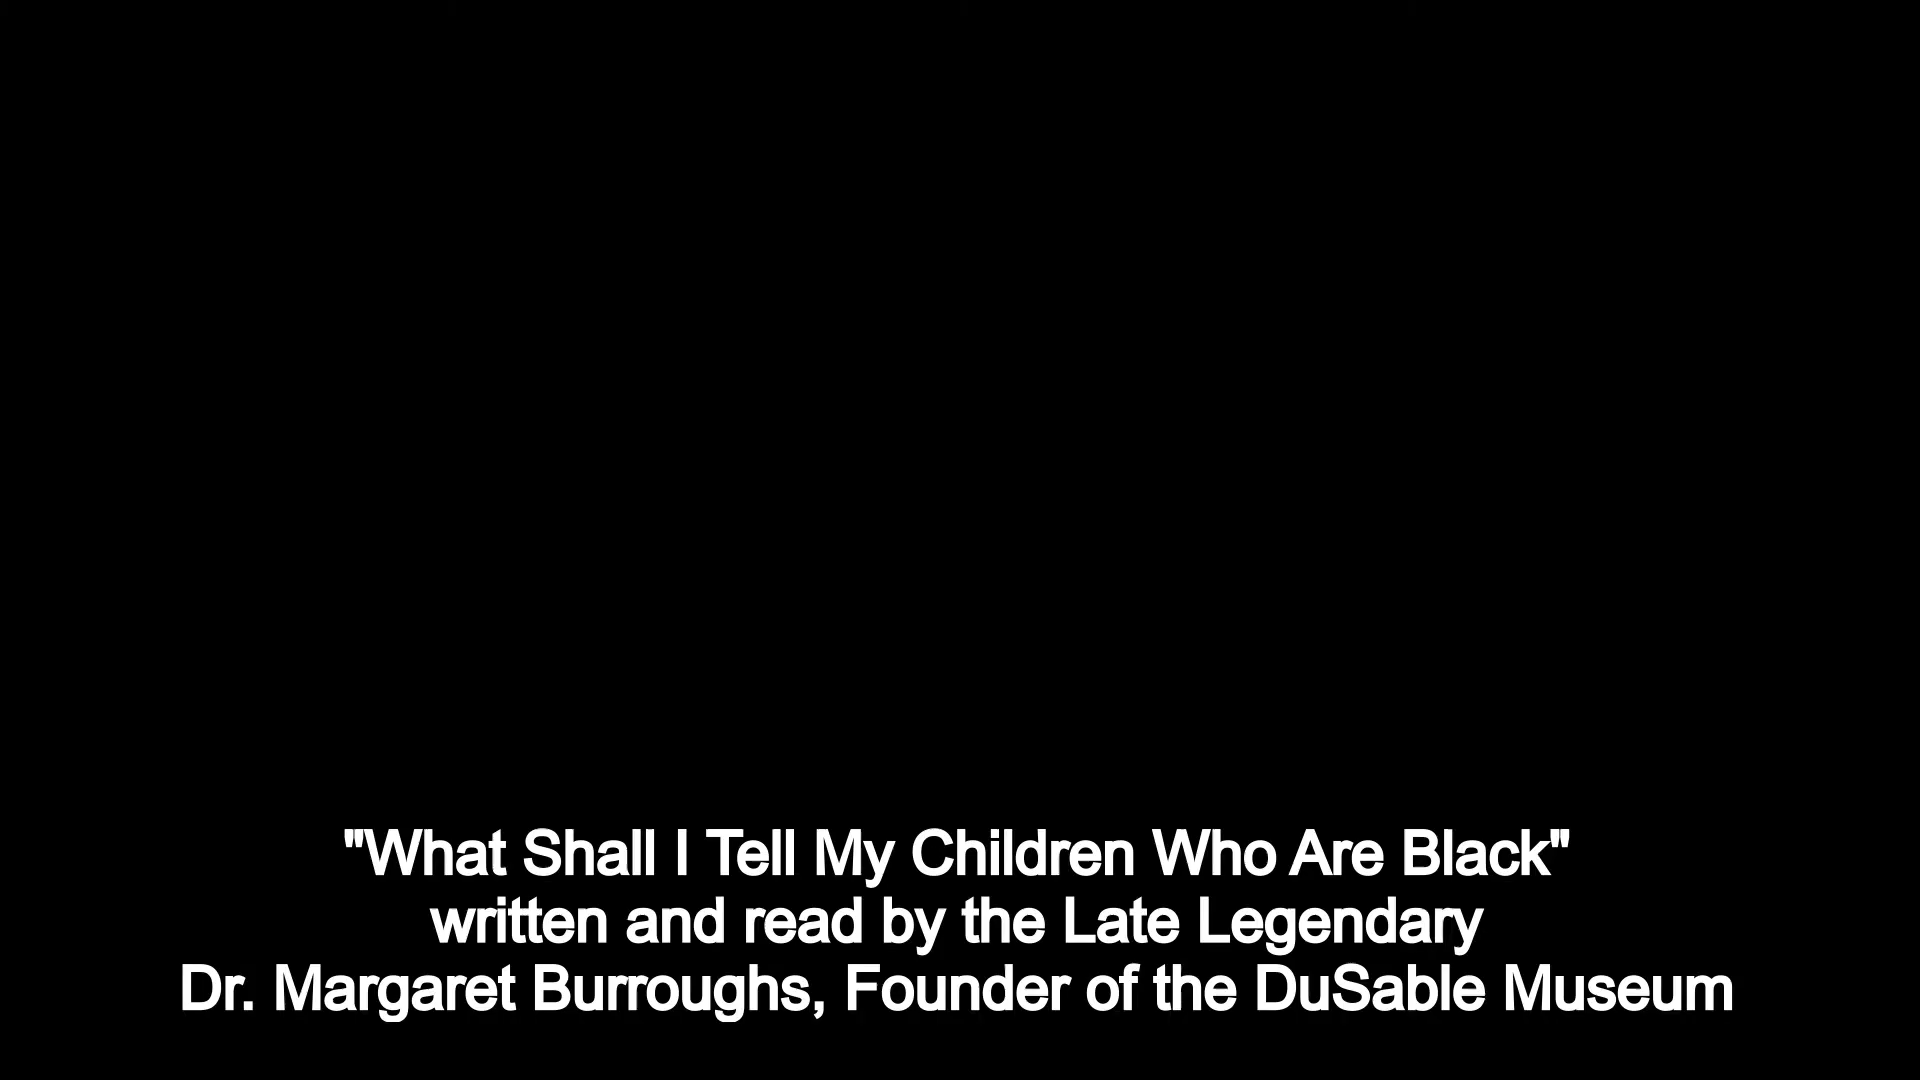 "What Shall I Tell My Children Who Are Black"
written and read by the Late Legendary
Dr. Margaret Burroughs, Founder of the DuSable Museum